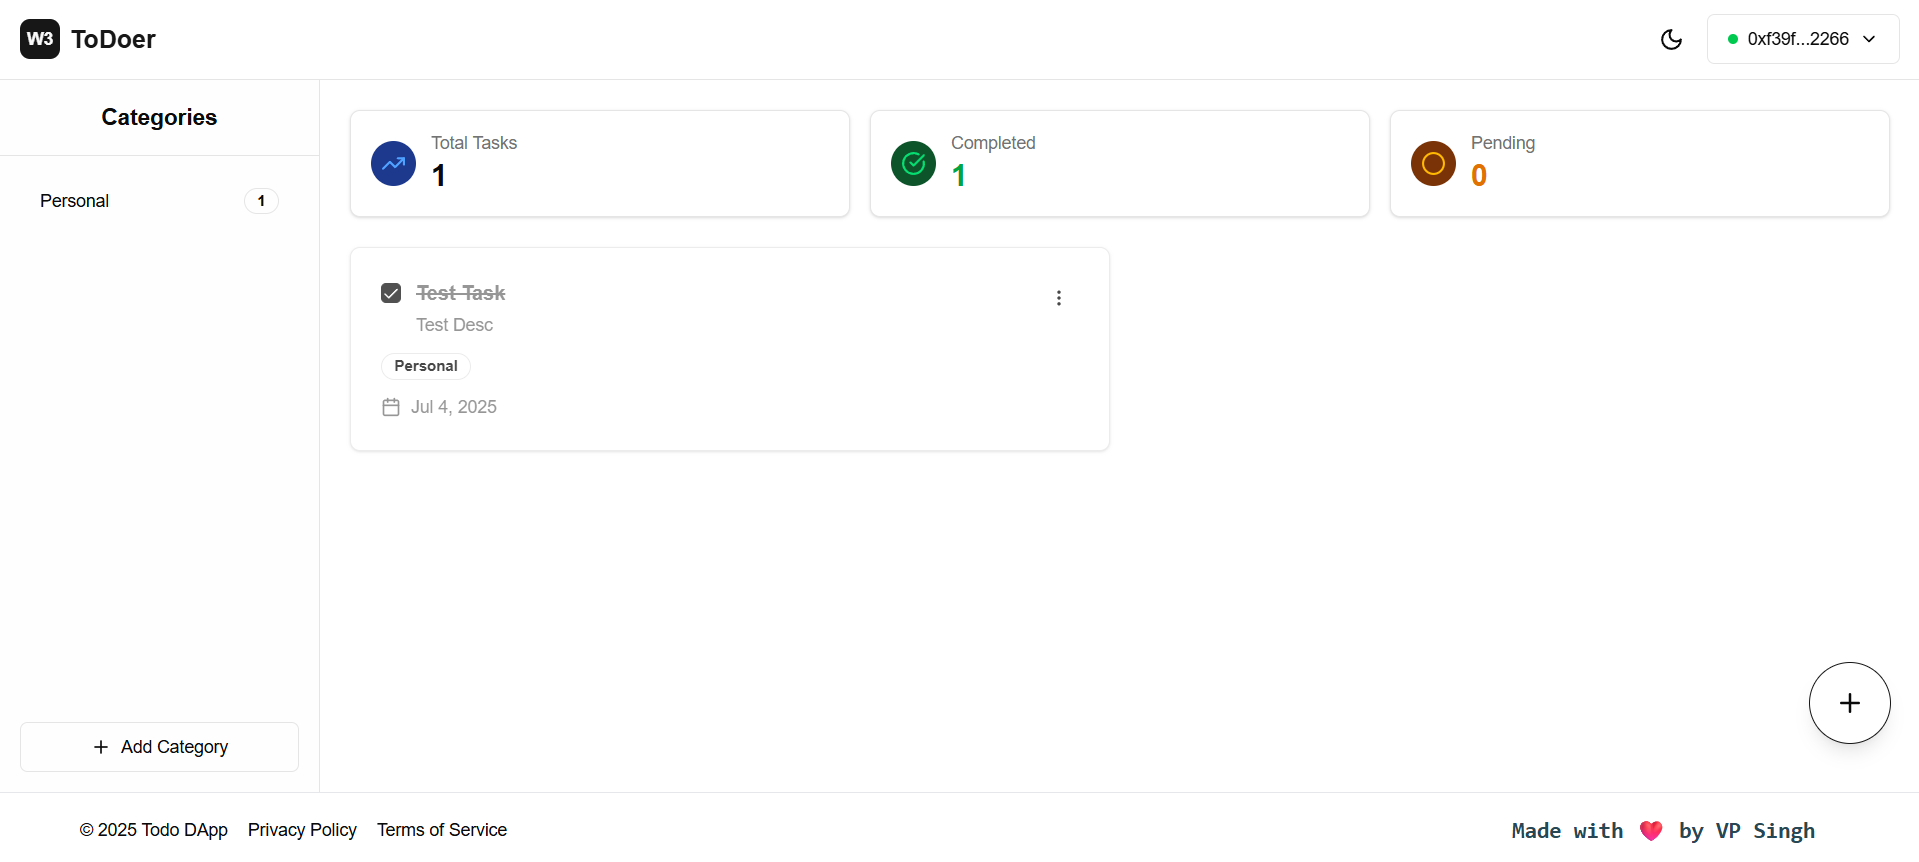 W3 ToDoer
0xf39f...2266
Categories
Personal 1
Add Category
Total Tasks
1
Completed
1
Pending
0
Test Task
Test Desc
Personal
Jul 4, 2025
© 2025 Todo DApp Privacy Policy Terms of Service
Made with ❤️ by VP Singh